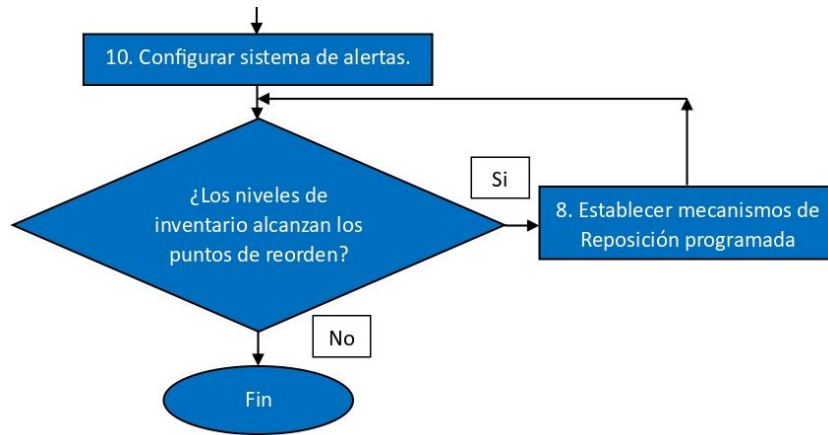 10. Configurar sistema de alertas.
¿Los niveles de
inventario alcanzan los
puntos de reorden?
Si
8. Establecer mecanismos de
Reposición programada
No
Fin